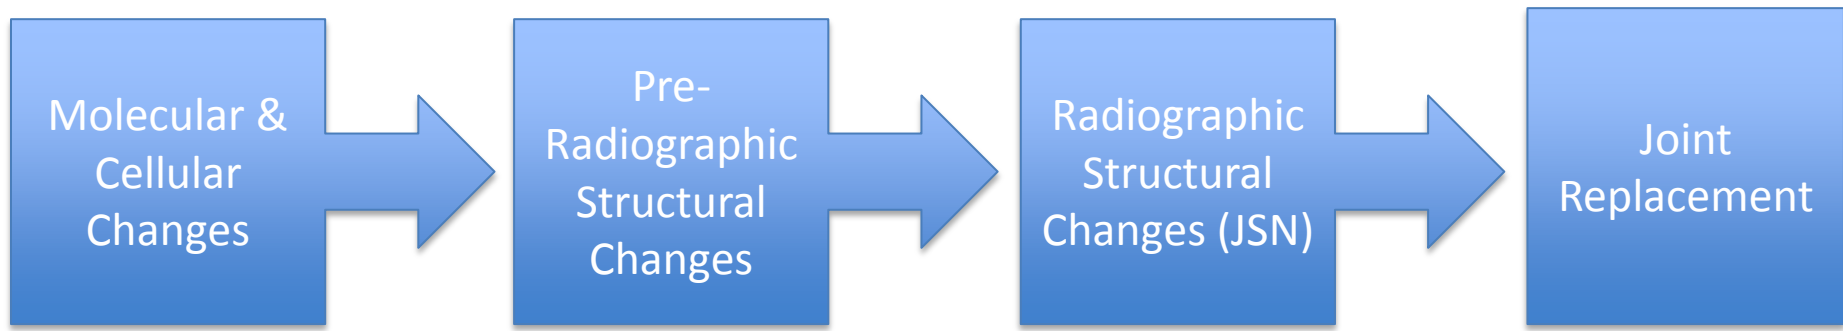 Molecular &
Cellular
Changes
Pre-
Radiographic
Structural
Changes
Radiographic
Structural
Changes (JSN)
Joint
Replacement